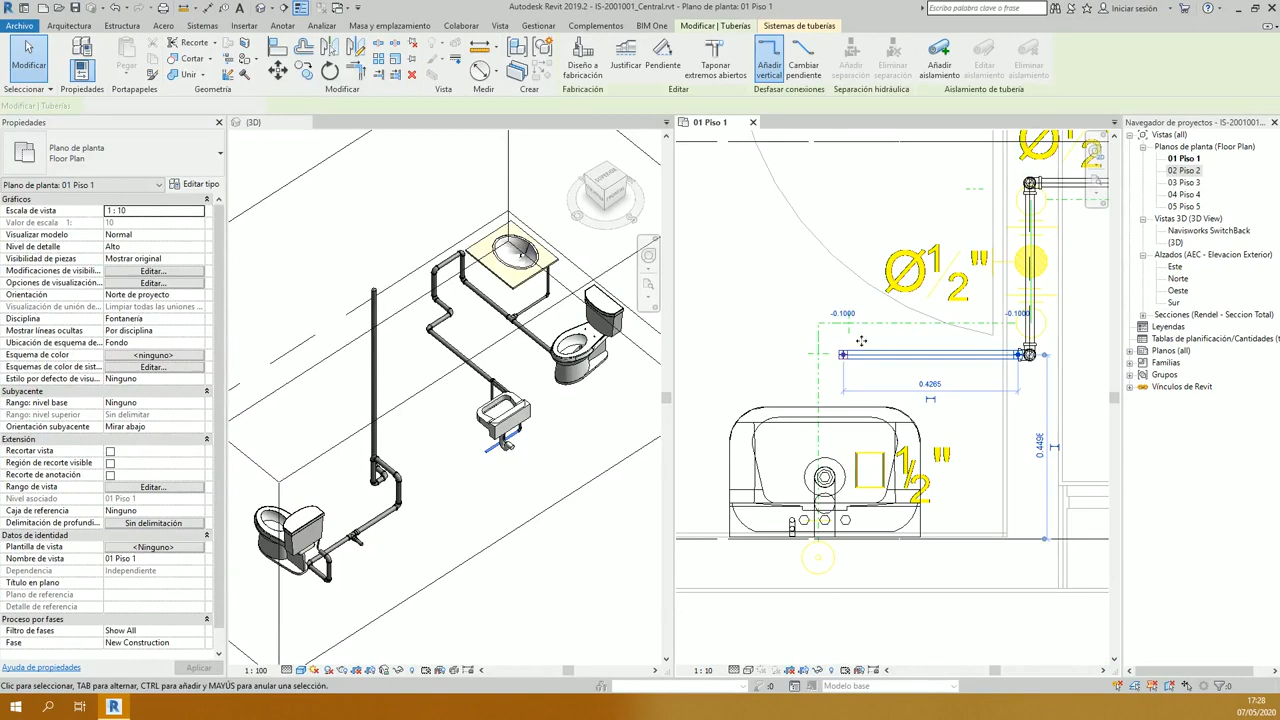 Autodesk Revit 2019.2 - IS-2001001_Central.rvt - Plano de planta: 01 Piso 1
Escriba palabra clave o frase
Iniciar sesión
Archivo Arquitectura Estructura Acero Sistemas Insertar Anotar Analizar Masa y emplazamiento Colaborar Vista Gestionar Complementos BIM One Modificar | Tuberías Sistemas de tuberías
Modificar
Propiedades
Pegar
Recorte
Cortar
Unir
Diseño a fabricación
Justificar
Pendiente
Taponar extremos abiertos
Añadir vertical
Cambiar pendiente
Añadir separación
Eliminar separación
Añadir aislamiento
Editar aislamiento
Eliminar aislamiento
Seleccionar Propiedades Portapapeles Geometría Modificar Vista Medir Crear Fabricación Editar Desfasar conexiones Separación hidráulica Aislamiento de tubería
Modificar | Tuberías
Propiedades
Plano de planta
Floor Plan
Plano de planta: 01 Piso 1 Editar tipo
Gráficos
Escala de vista 1 : 10
Valor de escala 1: 10
Visualizar modelo Normal
Nivel de detalle Alto
Visibilidad de piezas Mostrar original
Modificaciones de visibili... Editar...
Opciones de visualización... Editar...
Orientación Norte de proyecto
Visualización de unión de... Limpiar todas las uniones ...
Disciplina Fontanería
Mostrar líneas ocultas Por disciplina
Ubicación de esquema de... Fondo
Esquema de color <ninguno>
Esquemas de color de sist... Editar...
Estilo por defecto de visu... Ninguno
Subyacente
Rango: nivel base Ninguno
Rango: nivel superior Sin delimitar
Orientación subyacente Mirar abajo
Extensión
Recortar vista
Región de recorte visible
Recorte de anotación
Rango de vista Editar...
Nivel asociado 01 Piso 1
Caja de referencia Ninguno
Delimitación de profundi... Sin delimitación
Datos de identidad
Plantilla de vista <Ninguno>
Nombre de vista 01 Piso 1
Dependencia Independiente
Título en plano
Plano de referencia
Detalle de referencia
Proceso por fases
Filtro de fases Show All
Fase New Construction
Ayuda de propiedades Aplicar
{3D}
1 : 100
01 Piso 1
Ø1/2"
Ø1/2"
-0.1000
-0.1000
0.4265
1/2"
1 : 10
Navegador de proyectos - IS-2001001...
Vistas (all)
Planos de planta (Floor Plan)
01 Piso 1
02 Piso 2
03 Piso 3
04 Piso 4
05 Piso 5
Vistas 3D (3D View)
Navisworks SwitchBack
{3D}
Alzados (AEC - Elevacion Exterior)
Este
Norte
Oeste
Sur
Secciones (Rendel - Seccion Total)
Leyendas
Tablas de planificación/cantidades
Planos (all)
Familias
Grupos
Vínculos de Revit
Clic para seleccionar, TAB para alternar, CTRL para añadir y MAYÚS para anular una selección.
:0
Modelo base
:0
17:28
07/05/2020